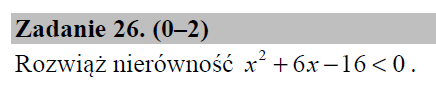 Zadanie 26. (0–2)
Rozwiąż nierówność x² + 6x − 16 < 0 .